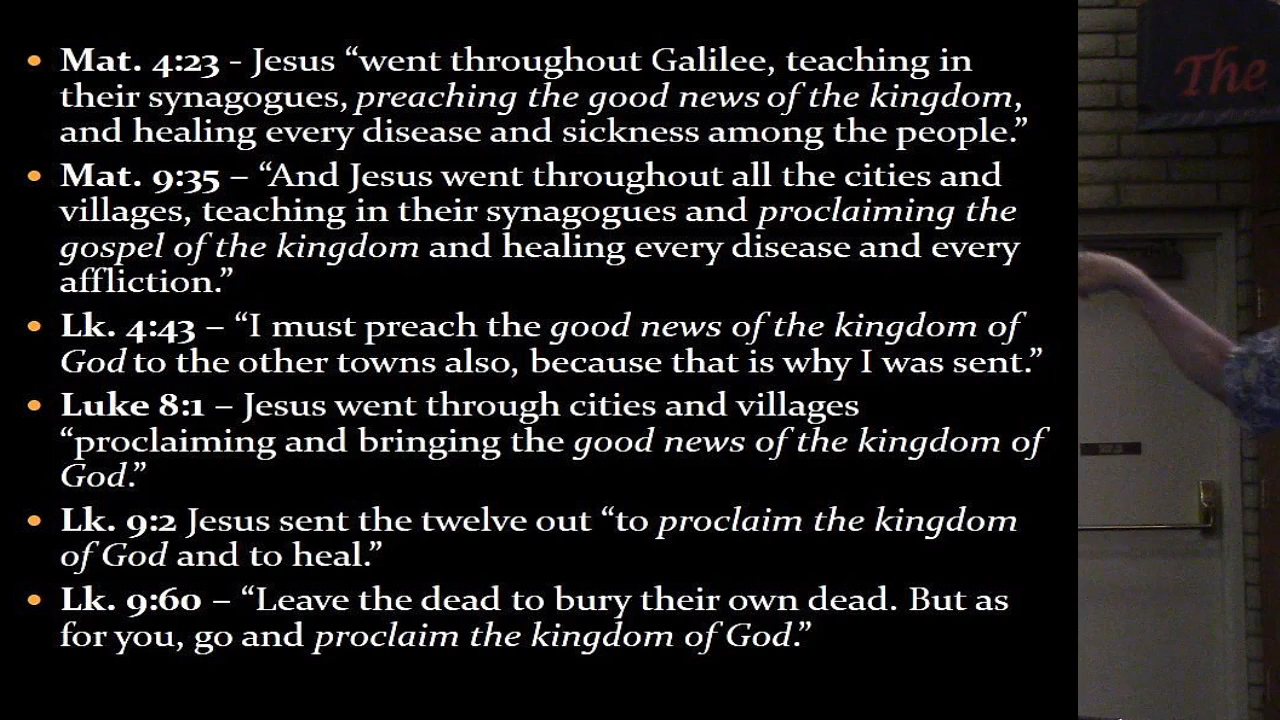 • Mat. 4:23 - Jesus “went throughout Galilee, teaching in
their synagogues, preaching the good news of the kingdom,
and healing every disease and sickness among the people.”
• Mat. 9:35 – “And Jesus went throughout all the cities and
villages, teaching in their synagogues and proclaiming the
gospel of the kingdom and healing every disease and every
affliction.”
• Lk. 4:43 – “I must preach the good news of the kingdom of
God to the other towns also, because that is why I was sent.”
• Luke 8:1 – Jesus went through cities and villages
“proclaiming and bringing the good news of the kingdom of
God.”
• Lk. 9:2 Jesus sent the twelve out “to proclaim the kingdom
of God and to heal.”
• Lk. 9:60 – “Leave the dead to bury their own dead. But as
for you, go and proclaim the kingdom of God.”
The